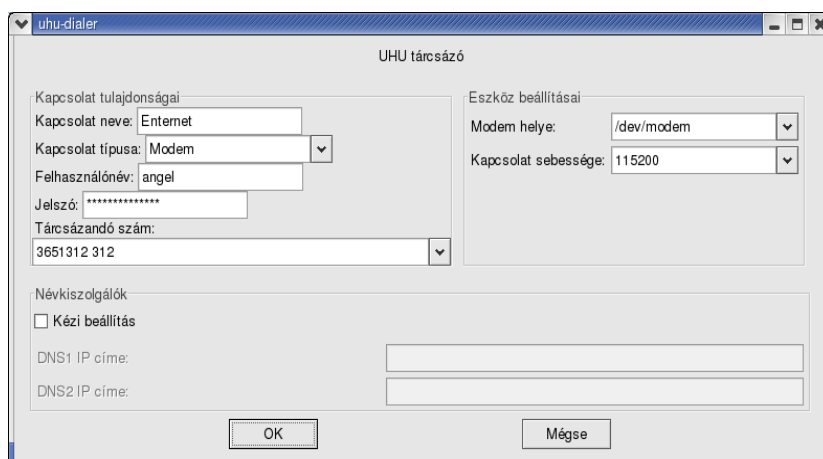 uhu-dialer
UHU tárcsázó
Kapcsolat tulajdonságai
Kapcsolat neve: Enternet
Kapcsolat típusa: Modem
Felhasználónév: angel
Jelszó: **************
Tárcsázandó szám:
3651312 312
Eszköz beállításai
Modem helye: /dev/modem
Kapcsolat sebessége: 115200
Névkiszolgálók
Kézi beállítás
DNS1 IP címe:
DNS2 IP címe:
OK
Mégse